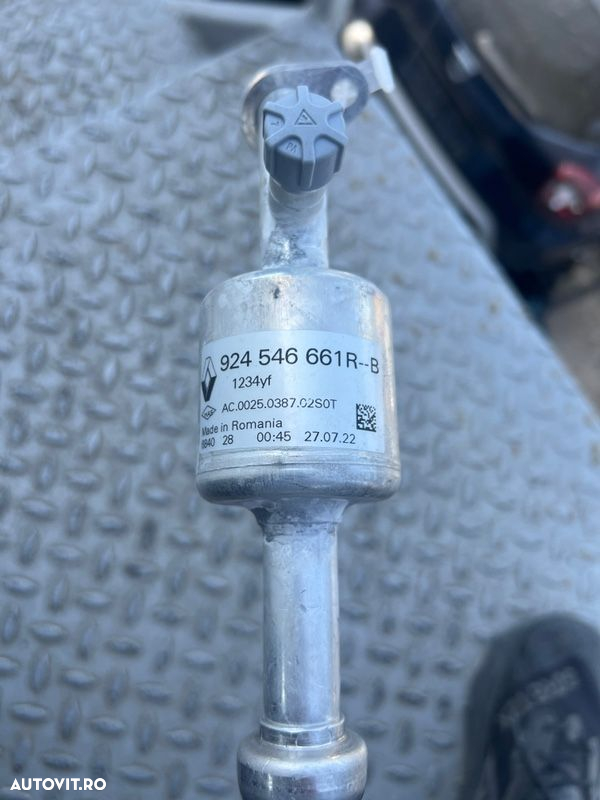 924 546 661R--B
1234yf
AC.0025.0387.02S0T
Made in Romania
6840 28 00:45 27.07.22
AUTOVIT.RO